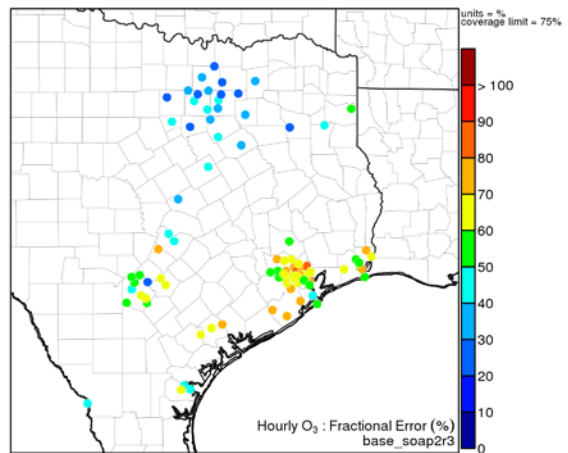 units = %
coverage limit = 75%
> 100
90
80
70
60
50
40
30
20
10
0
Hourly O₃ : Fractional Error (%)
base_soap2r3